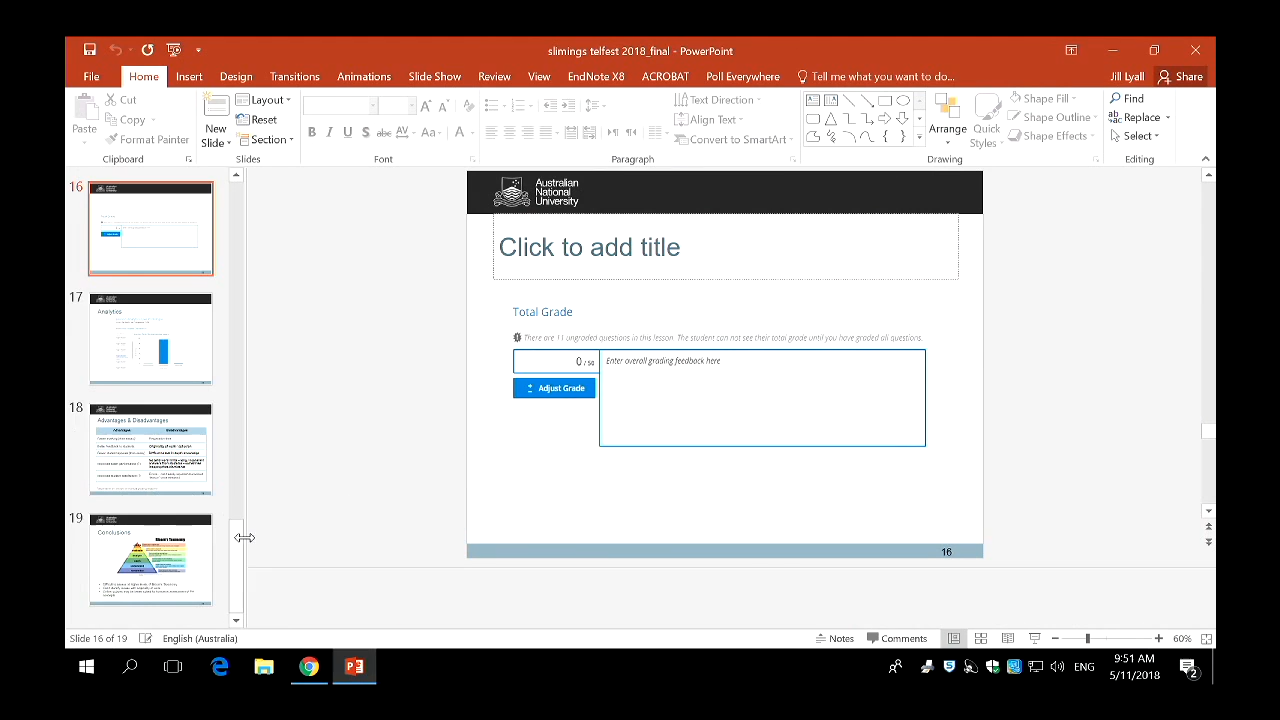 slimings telfest 2018_final - PowerPoint
File Home Insert Design Transitions Animations Slide Show Review View EndNote X8 ACROBAT Poll Everywhere Tell me what you want to do... Jill Lyall Share
Paste
Cut
Copy
Format Painter
Clipboard
New Slide
Layout
Reset
Section
Slides
B I U S abc AV Aa A
Font
Text Direction
Align Text
Convert to SmartArt
Paragraph
Arrange
Quick Styles
Shape Fill
Shape Outline
Shape Effects
Drawing
Find
Replace
Select
Editing
16
17
Analytics
18
Advantages & Disadvantages
19
Conclusions
Bloom's Taxonomy
Australian
National
University
Click to add title
Total Grade
There are 11 ungraded questions in this lesson. The student can not see their total grade until you have graded all questions.
0 / 50
Enter overall grading feedback here
Adjust Grade
16
Slide 16 of 19 English (Australia) Notes Comments 60%
9:51 AM
ENG
5/11/2018
2